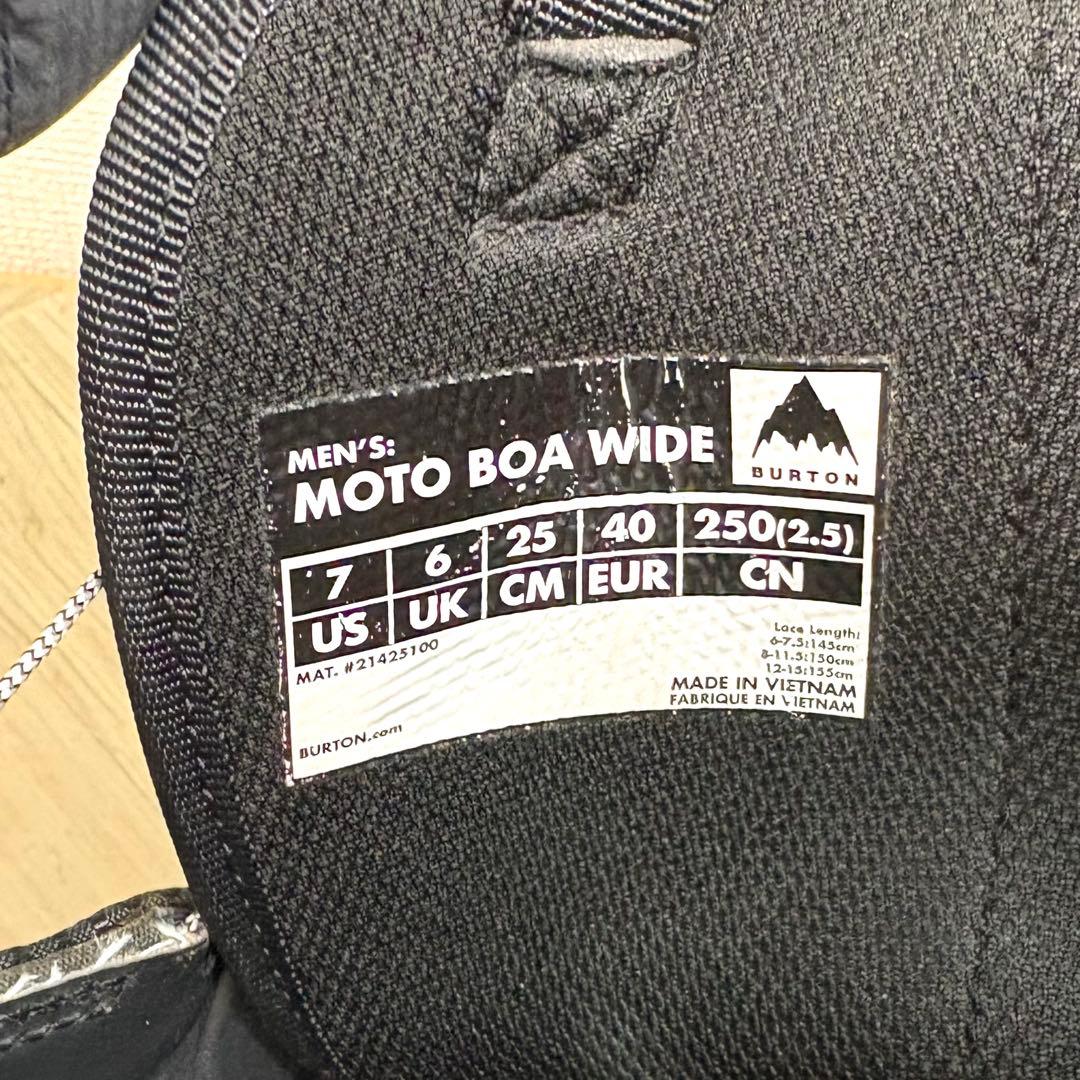 MEN'S:
MOTO BOA WIDE
BURTON
7 6 25 40 250(2.5)
US UK CM EUR CN
MAT. #21425100
Lace Length:
6-7.5:145cm
8-11.5:150cm
12-15:155cm
MADE IN VIETNAM
FABRIQUE EN VIETNAM
BURTON.com